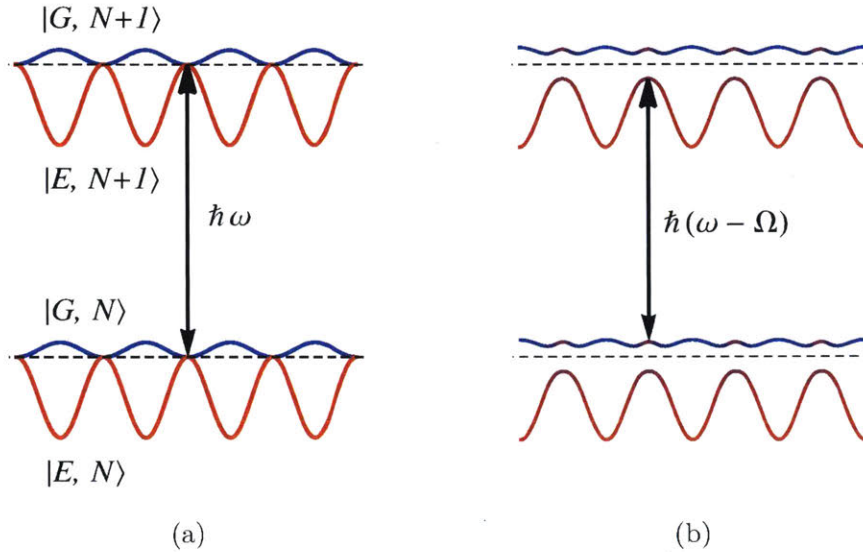 |G, N+1⟩
|E, N+1⟩
ℏω
ℏ(ω − Ω)
|G, N⟩
|E, N⟩
(a)
(b)